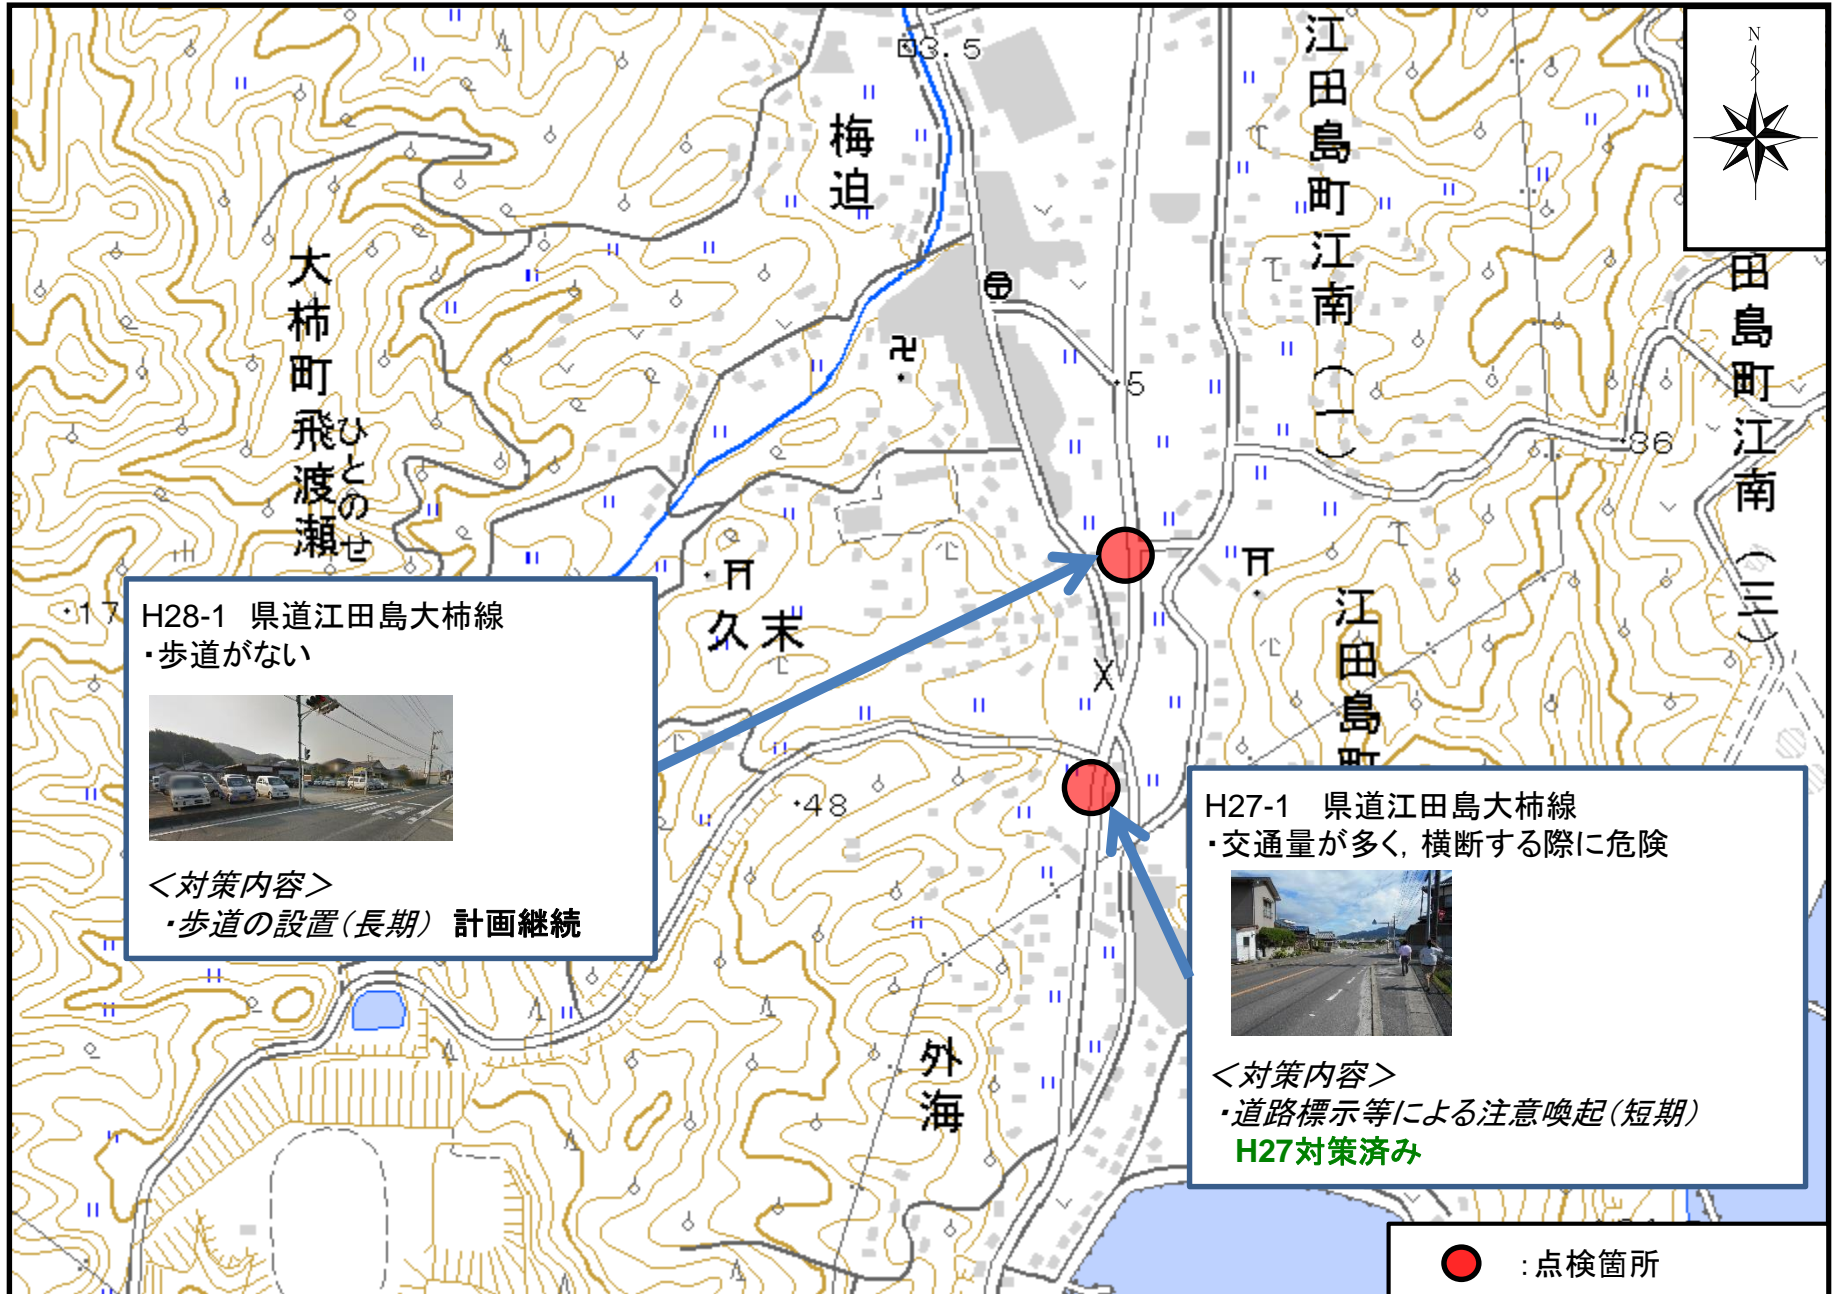 N
3.5
梅迫
江田島町江南（一）
田島町江南（三）
大柿町飛渡瀬
ひとのせ
5
36
17
久末
江田島町
48
外海
H28-1　県道江田島大柿線
・歩道がない
＜対策内容＞
・歩道の設置（長期）　計画継続
H27-1　県道江田島大柿線
・交通量が多く，横断する際に危険
＜対策内容＞
・道路標示等による注意喚起（短期）
H27対策済み
：点検箇所